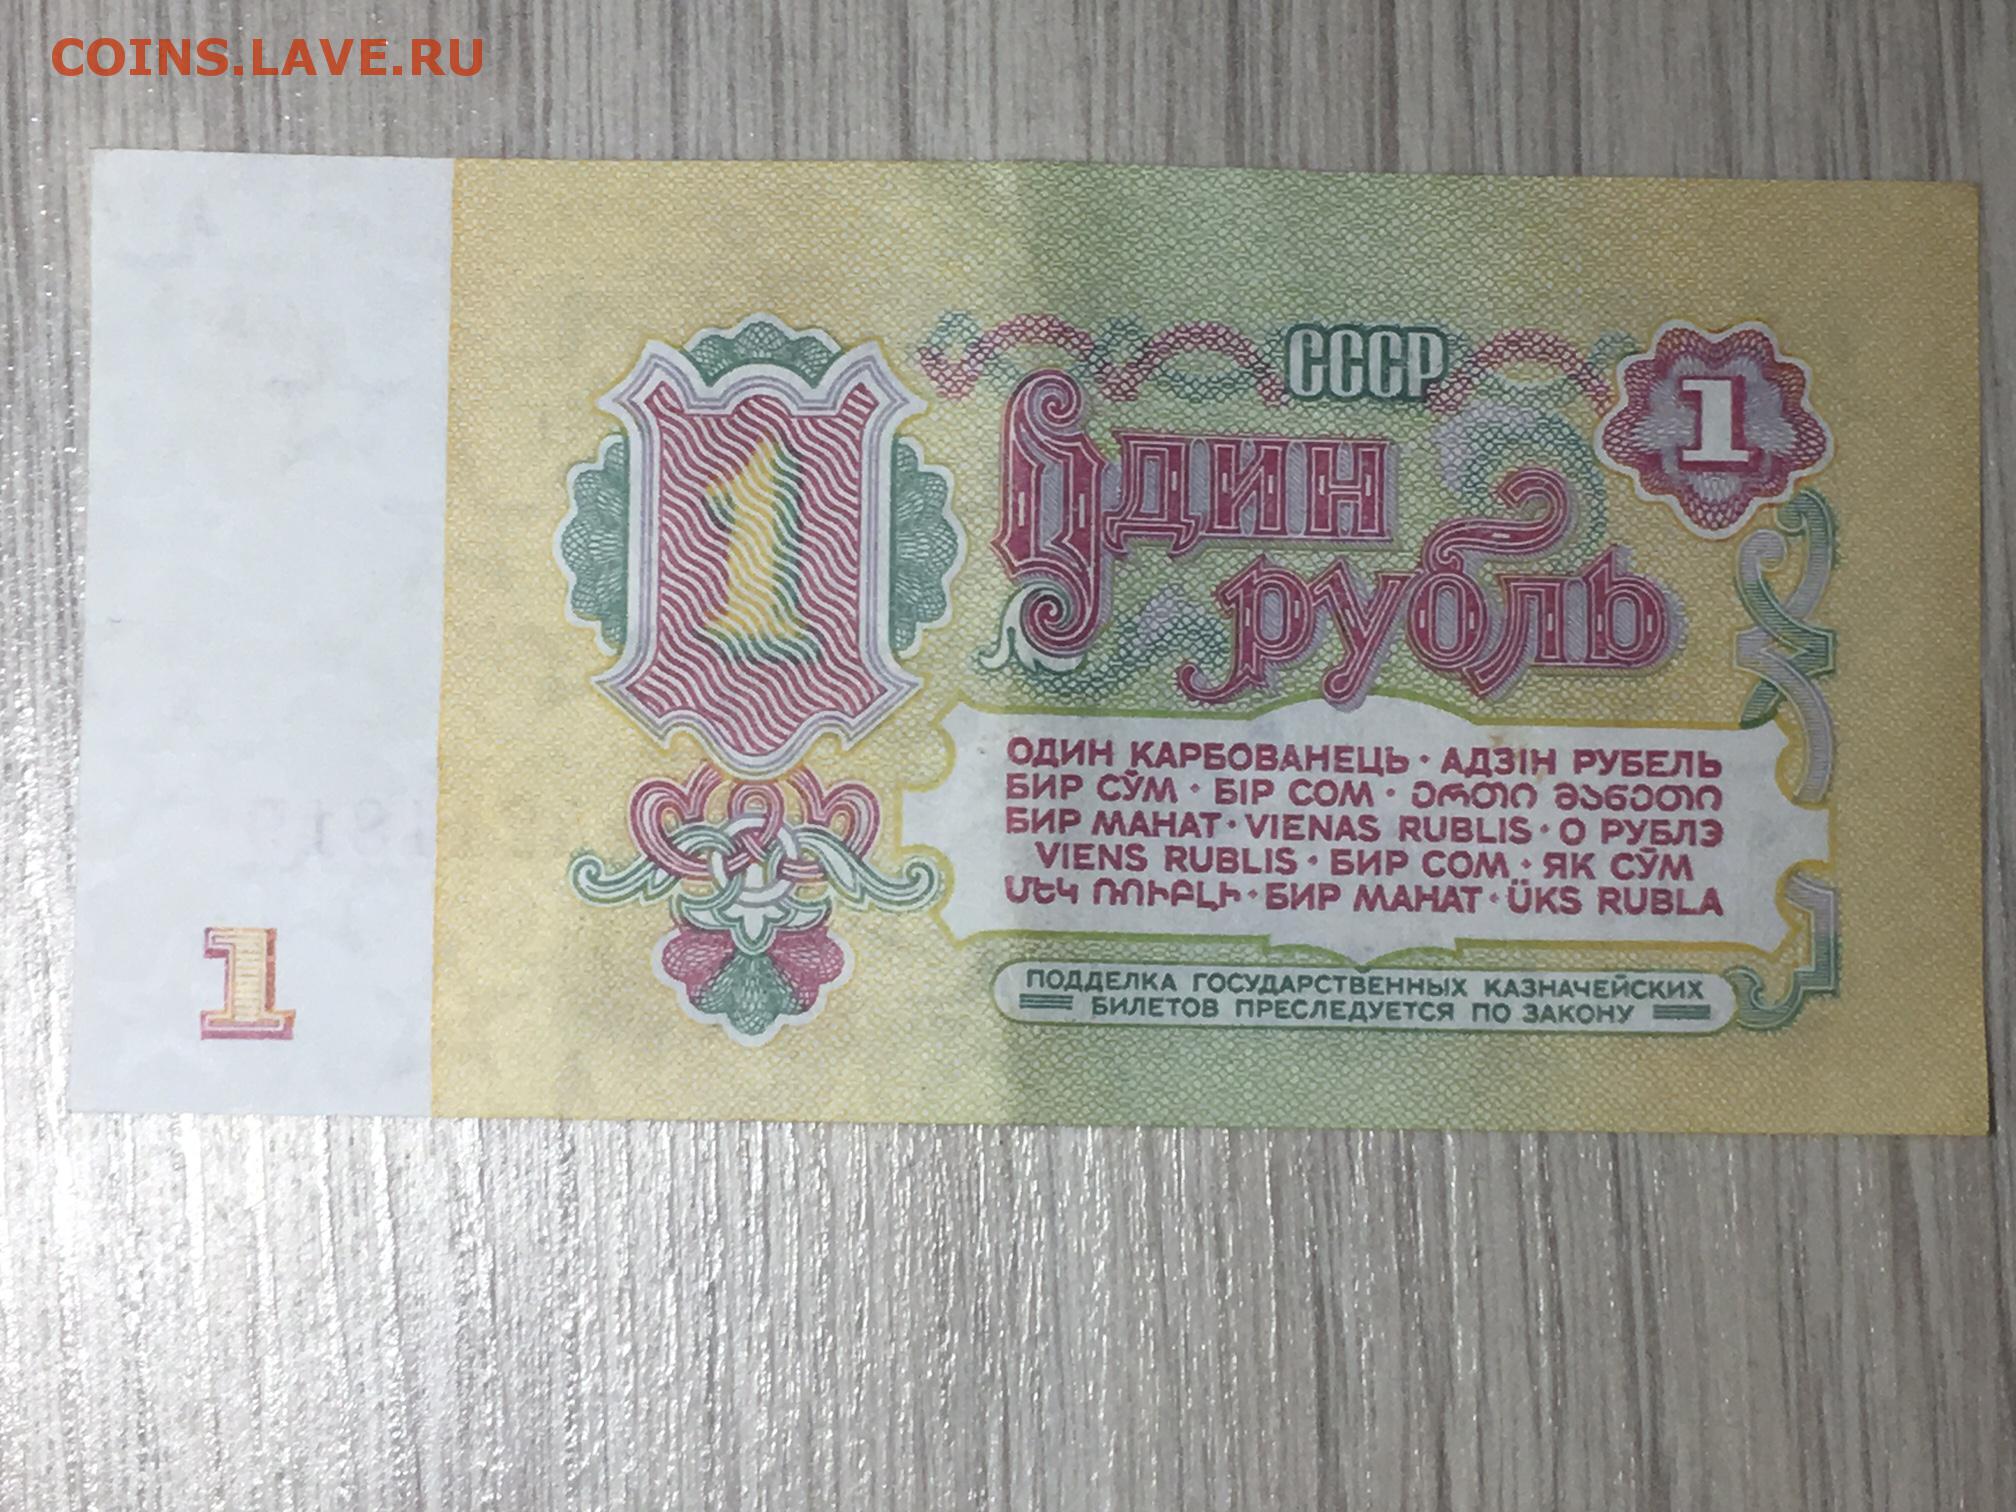 COINS.LAVE.RU
СССР
1
1
Один
рубль
ОДИН КАРБОВАНЕЦЬ · АДЗІН РУБЕЛЬ
БИР СЎМ · БІР СОМ · ᲔᲠᲗᲘ ᲛᲐᲜᲔᲗᲘ
БИР МАНАТ · VIENAS RUBLIS · О РУБЛЭ
VIENS RUBLIS · БИР СОМ · ЯК СӮМ
ՄԵԿ ՌՈՒԲԼԻ · БИР МАНАТ · ÜKS RUBLA
ПОДДЕЛКА ГОСУДАРСТВЕННЫХ КАЗНАЧЕЙСКИХ
БИЛЕТОВ ПРЕСЛЕДУЕТСЯ ПО ЗАКОНУ
1